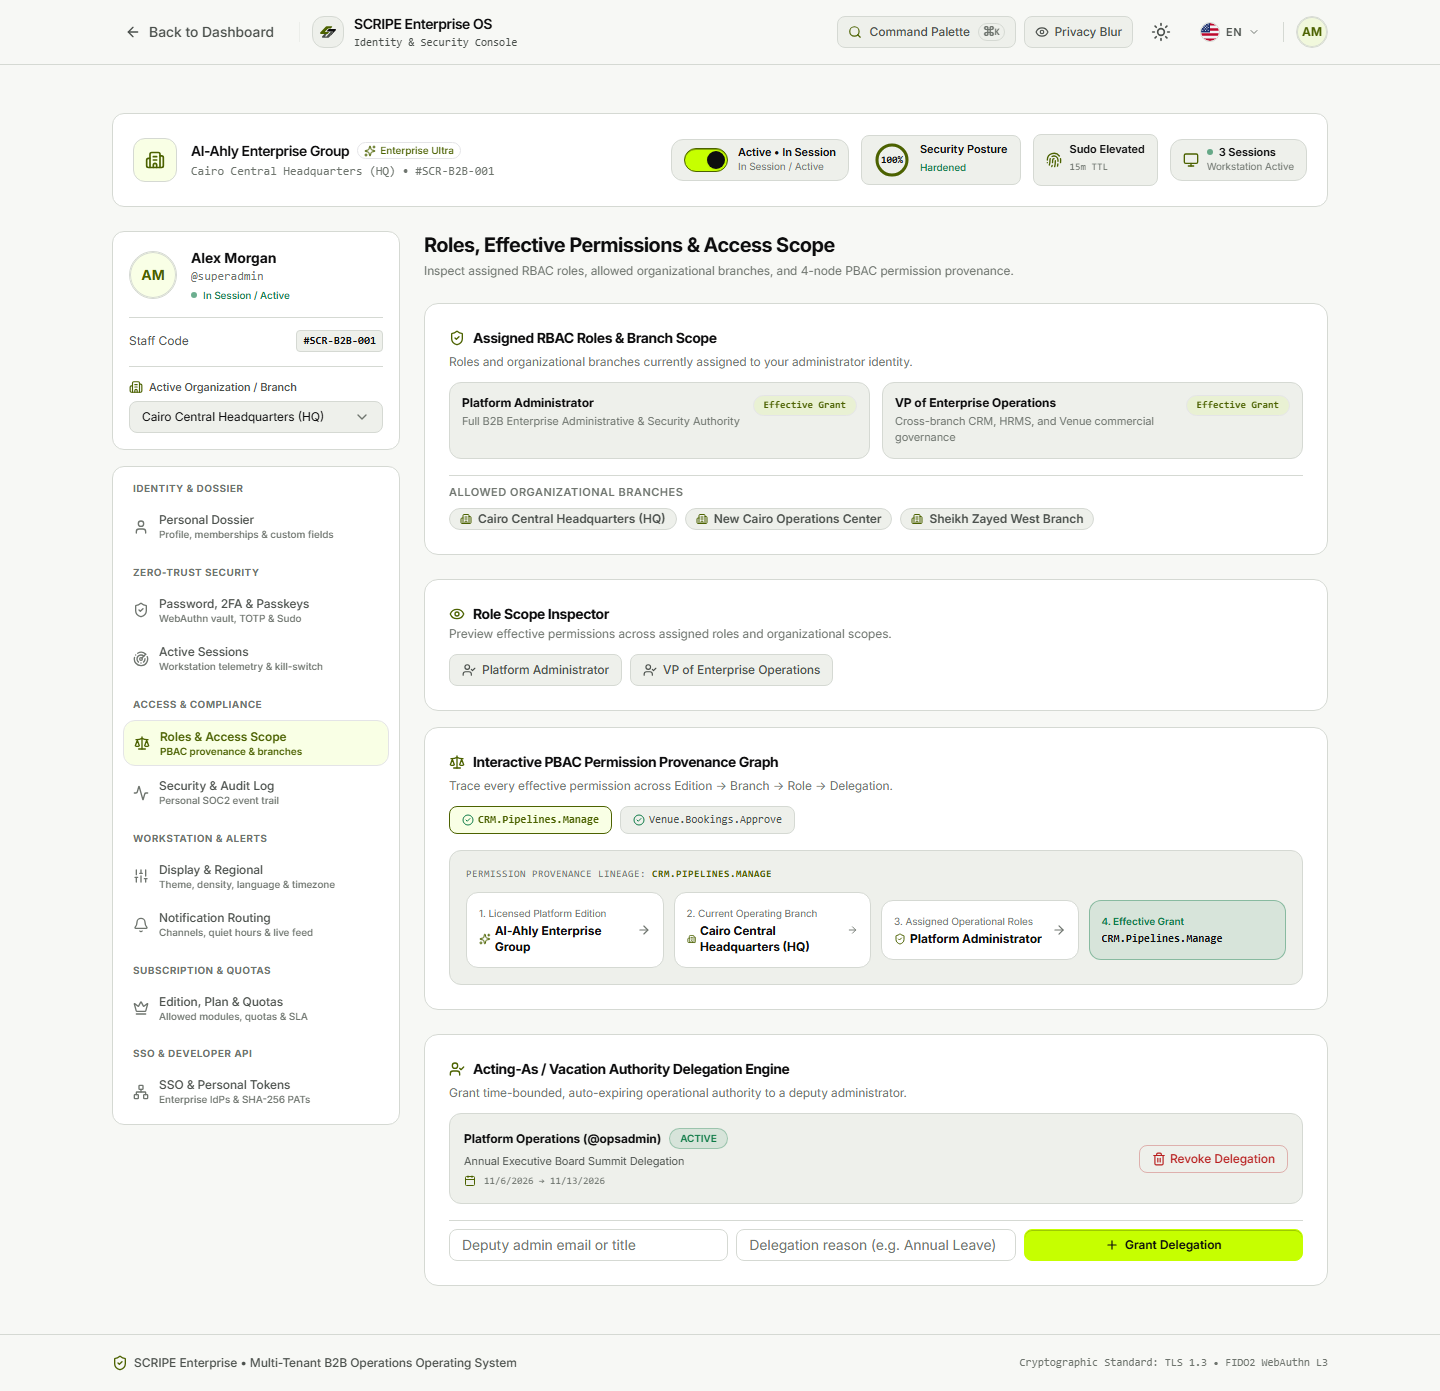 Back to Dashboard
SCRIPE Enterprise OS
Identity & Security Console
Command Palette ⌘K
Privacy Blur
EN
AM
Al-Ahly Enterprise Group
Enterprise Ultra
Cairo Central Headquarters (HQ) • #SCR-B2B-001
Active • In Session
In Session / Active
100%
Security Posture
Hardened
Sudo Elevated
15m TTL
3 Sessions
Workstation Active
AM
Alex Morgan
@superadmin
In Session / Active
Staff Code
#SCR-B2B-001
Active Organization / Branch
Cairo Central Headquarters (HQ)
IDENTITY & DOSSIER
Personal Dossier
Profile, memberships & custom fields
ZERO-TRUST SECURITY
Password, 2FA & Passkeys
WebAuthn vault, TOTP & Sudo
Active Sessions
Workstation telemetry & kill-switch
ACCESS & COMPLIANCE
Roles & Access Scope
PBAC provenance & branches
Security & Audit Log
Personal SOC2 event trail
WORKSTATION & ALERTS
Display & Regional
Theme, density, language & timezone
Notification Routing
Channels, quiet hours & live feed
SUBSCRIPTION & QUOTAS
Edition, Plan & Quotas
Allowed modules, quotas & SLA
SSO & DEVELOPER API
SSO & Personal Tokens
Enterprise IdPs & SHA-256 PATs
Roles, Effective Permissions & Access Scope
Inspect assigned RBAC roles, allowed organizational branches, and 4-node PBAC permission provenance.
Assigned RBAC Roles & Branch Scope
Roles and organizational branches currently assigned to your administrator identity.
Platform Administrator
Effective Grant
Full B2B Enterprise Administrative & Security Authority
VP of Enterprise Operations
Effective Grant
Cross-branch CRM, HRMS, and Venue commercial
governance
ALLOWED ORGANIZATIONAL BRANCHES
Cairo Central Headquarters (HQ)
New Cairo Operations Center
Sheikh Zayed West Branch
Role Scope Inspector
Preview effective permissions across assigned roles and organizational scopes.
Platform Administrator
VP of Enterprise Operations
Interactive PBAC Permission Provenance Graph
Trace every effective permission across Edition → Branch → Role → Delegation.
CRM.Pipelines.Manage
Venue.Bookings.Approve
PERMISSION PROVENANCE LINEAGE: CRM.PIPELINES.MANAGE
1. Licensed Platform Edition
Al-Ahly Enterprise
Group
2. Current Operating Branch
Cairo Central
Headquarters (HQ)
3. Assigned Operational Roles
Platform Administrator
4. Effective Grant
CRM.Pipelines.Manage
Acting-As / Vacation Authority Delegation Engine
Grant time-bounded, auto-expiring operational authority to a deputy administrator.
Platform Operations (@opsadmin)
ACTIVE
Annual Executive Board Summit Delegation
11/6/2026 → 11/13/2026
Revoke Delegation
Deputy admin email or title
Delegation reason (e.g. Annual Leave)
Grant Delegation
SCRIPE Enterprise • Multi-Tenant B2B Operations Operating System
Cryptographic Standard: TLS 1.3 • FIDO2 WebAuthn L3